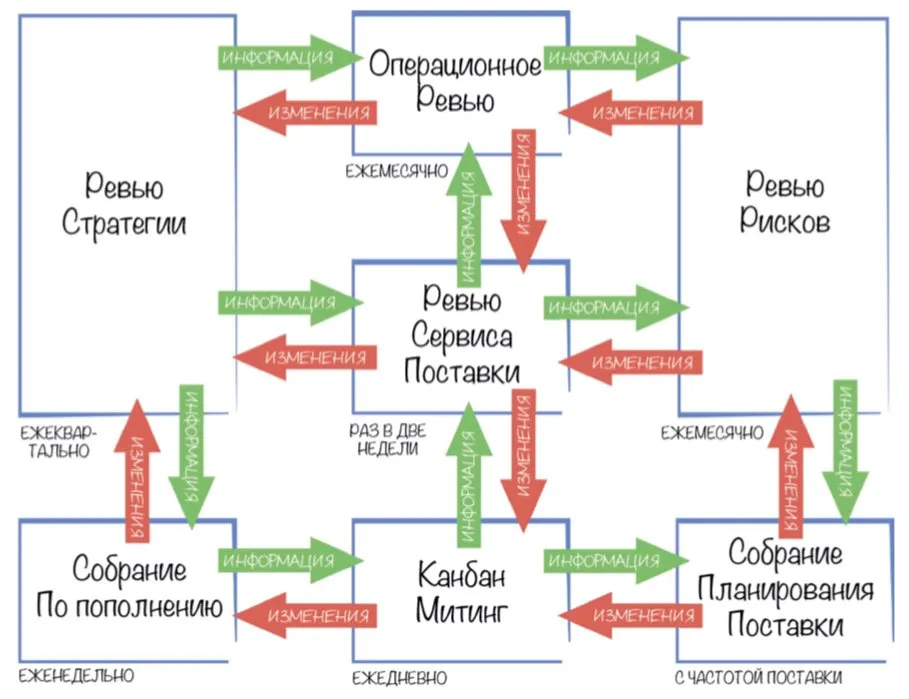 ИНФОРМАЦИЯ
Операционное
Ревью
ИНФОРМАЦИЯ
ИЗМЕНЕНИЯ
ИЗМЕНЕНИЯ
ЕЖЕМЕСЯЧНО
ИНФОРМАЦИЯ
ИЗМЕНЕНИЯ
Ревью
Стратегии
Ревью
Рисков
ИНФОРМАЦИЯ
Ревью
Сервиса
Поставки
ИНФОРМАЦИЯ
ИЗМЕНЕНИЯ
ИЗМЕНЕНИЯ
ЕЖЕКВАР-
ТАЛЬНО
РАЗ В ДВЕ
НЕДЕЛИ
ЕЖЕМЕСЯЧНО
ИЗМЕНЕНИЯ
ИНФОРМАЦИЯ
ИНФОРМАЦИЯ
ИЗМЕНЕНИЯ
ИЗМЕНЕНИЯ
ИНФОРМАЦИЯ
Собрание
По пополнению
ИНФОРМАЦИЯ
ИЗМЕНЕНИЯ
Канбан
Митинг
ИНФОРМАЦИЯ
ИЗМЕНЕНИЯ
Собрание
Планирования
Поставки
ЕЖЕНЕДЕЛЬНО
ЕЖЕДНЕВНО
С ЧАСТОТОЙ ПОСТАВКИ